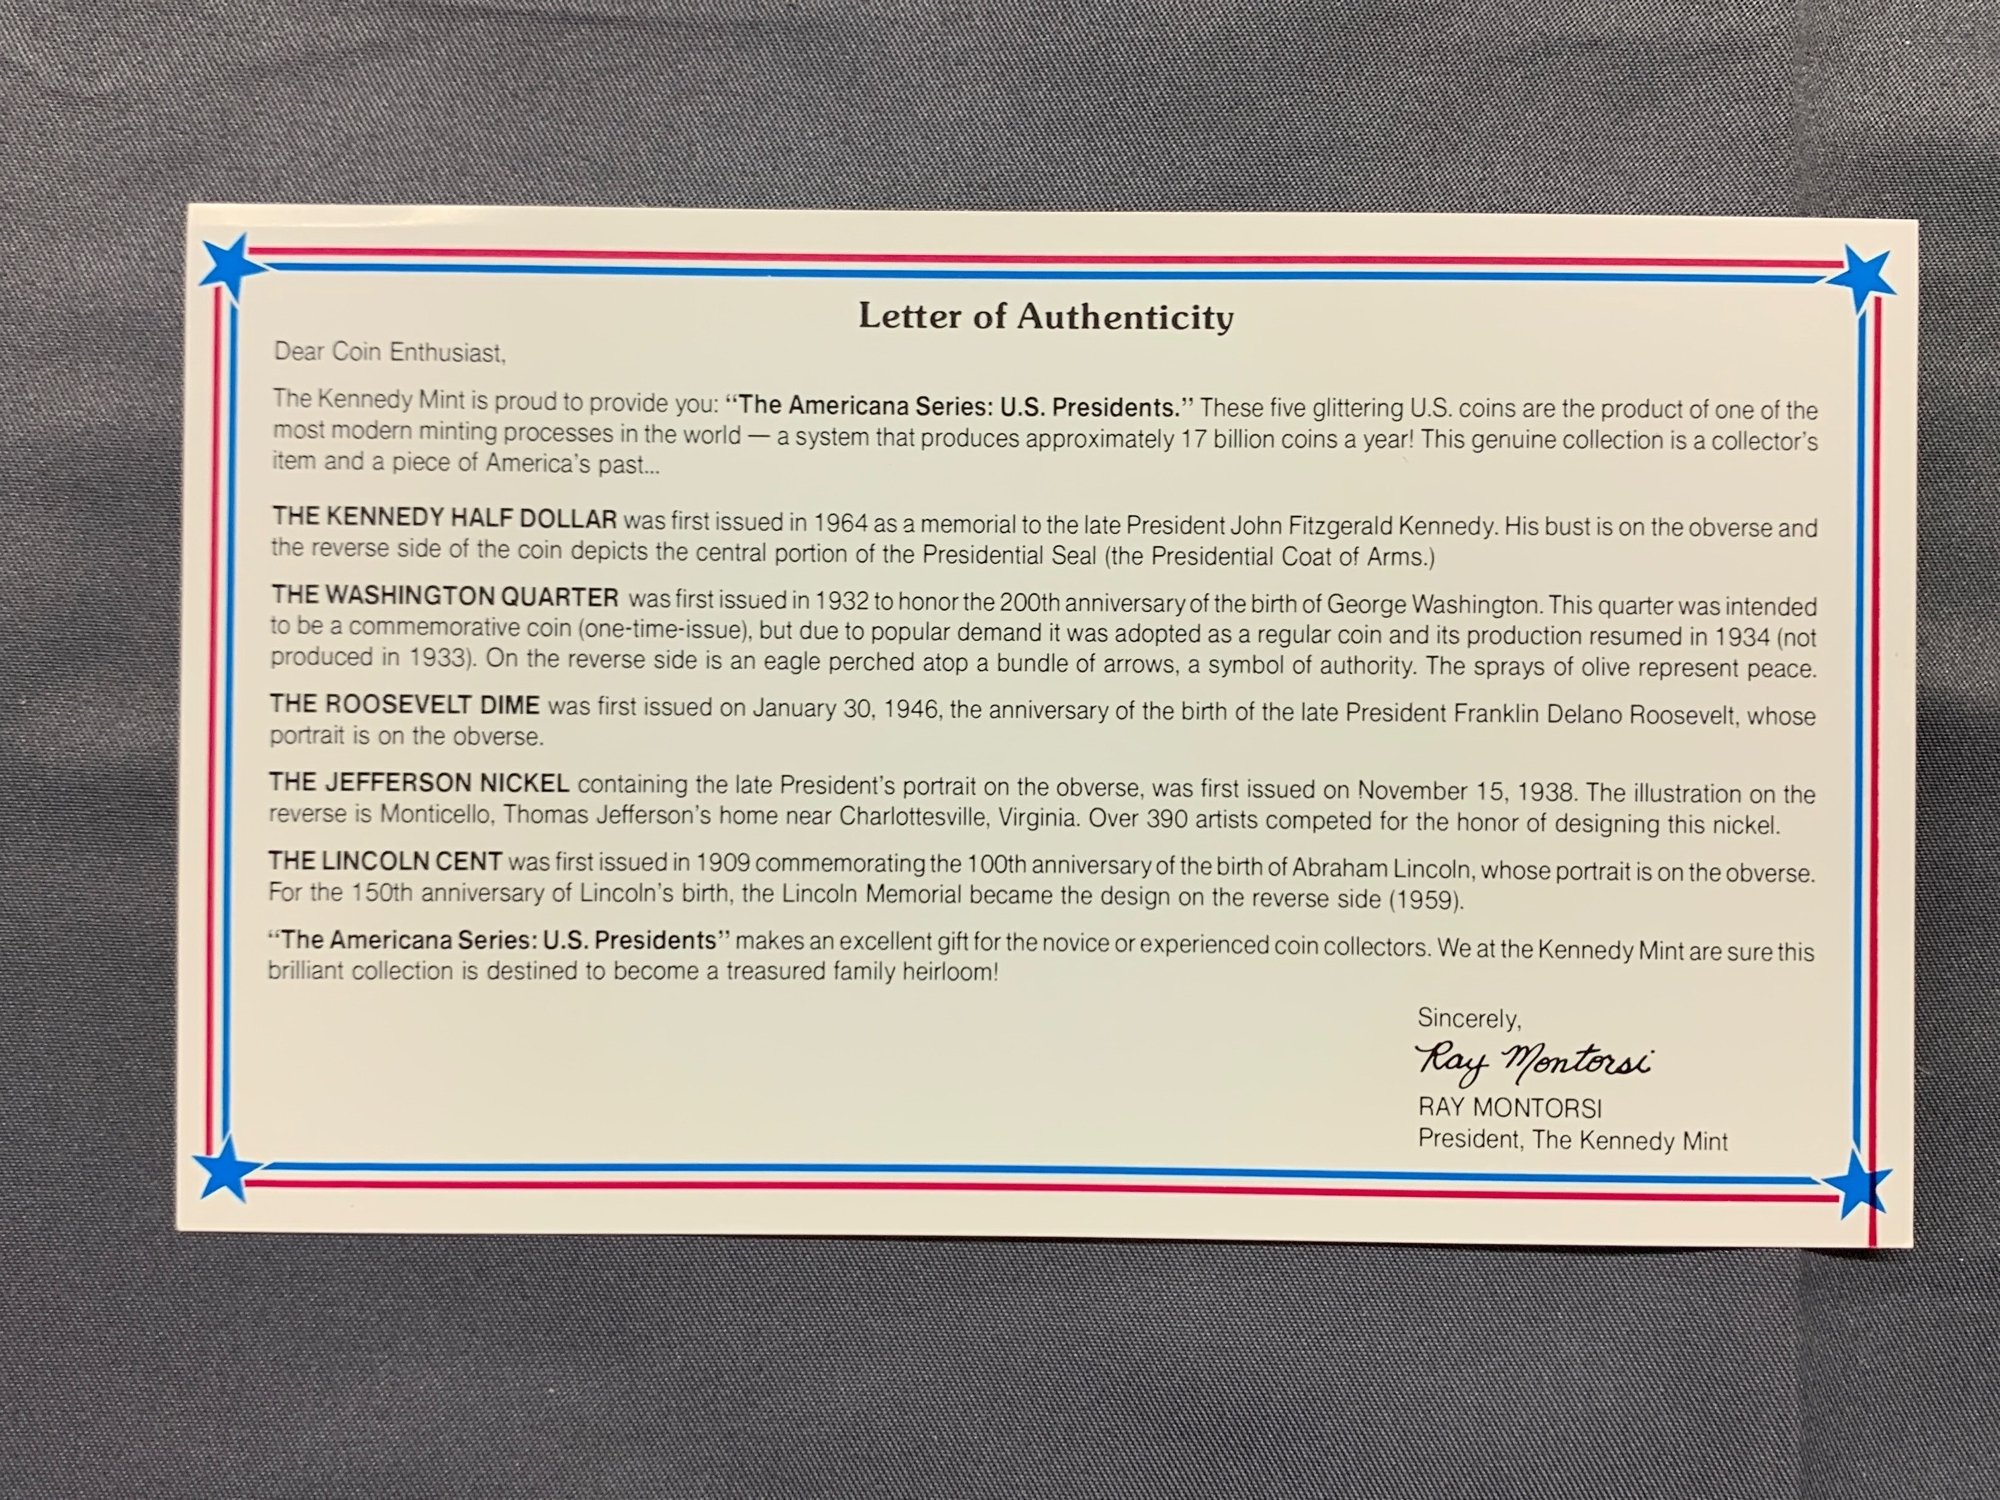 Letter of Authenticity
Dear Coin Enthusiast,
The Kennedy Mint is proud to provide you: “The Americana Series: U.S. Presidents.” These five glittering U.S. coins are the product of one of the
most modern minting processes in the world — a system that produces approximately 17 billion coins a year! This genuine collection is a collector’s
item and a piece of America’s past...
THE KENNEDY HALF DOLLAR was first issued in 1964 as a memorial to the late President John Fitzgerald Kennedy. His bust is on the obverse and
the reverse side of the coin depicts the central portion of the Presidential Seal (the Presidential Coat of Arms.)
THE WASHINGTON QUARTER was first issued in 1932 to honor the 200th anniversary of the birth of George Washington. This quarter was intended
to be a commemorative coin (one-time-issue), but due to popular demand it was adopted as a regular coin and its production resumed in 1934 (not
produced in 1933). On the reverse side is an eagle perched atop a bundle of arrows, a symbol of authority. The sprays of olive represent peace.
THE ROOSEVELT DIME was first issued on January 30, 1946, the anniversary of the birth of the late President Franklin Delano Roosevelt, whose
portrait is on the obverse.
THE JEFFERSON NICKEL containing the late President’s portrait on the obverse, was first issued on November 15, 1938. The illustration on the
reverse is Monticello, Thomas Jefferson’s home near Charlottesville, Virginia. Over 390 artists competed for the honor of designing this nickel.
THE LINCOLN CENT was first issued in 1909 commemorating the 100th anniversary of the birth of Abraham Lincoln, whose portrait is on the obverse.
For the 150th anniversary of Lincoln’s birth, the Lincoln Memorial became the design on the reverse side (1959).
“The Americana Series: U.S. Presidents” makes an excellent gift for the novice or experienced coin collectors. We at the Kennedy Mint are sure this
brilliant collection is destined to become a treasured family heirloom!
Sincerely,
Ray Montorsi
RAY MONTORSI
President, The Kennedy Mint